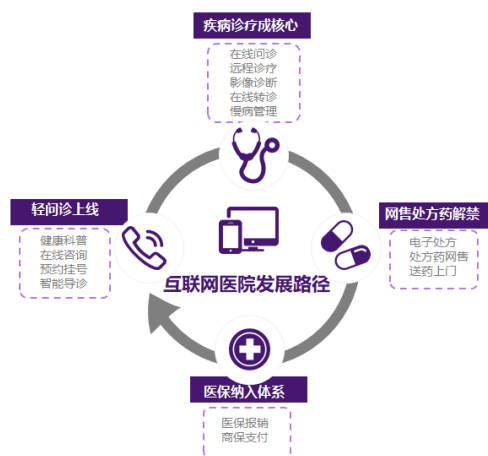 疾病诊疗成核心
在线问诊
远程诊疗
影像诊断
在线转诊
慢病管理
轻问诊上线
健康科普
在线咨询
预约挂号
智能导诊
网售处方药解禁
电子处方
处方药网售
送药上门
互联网医院发展路径
医保纳入体系
医保报销
商保支付